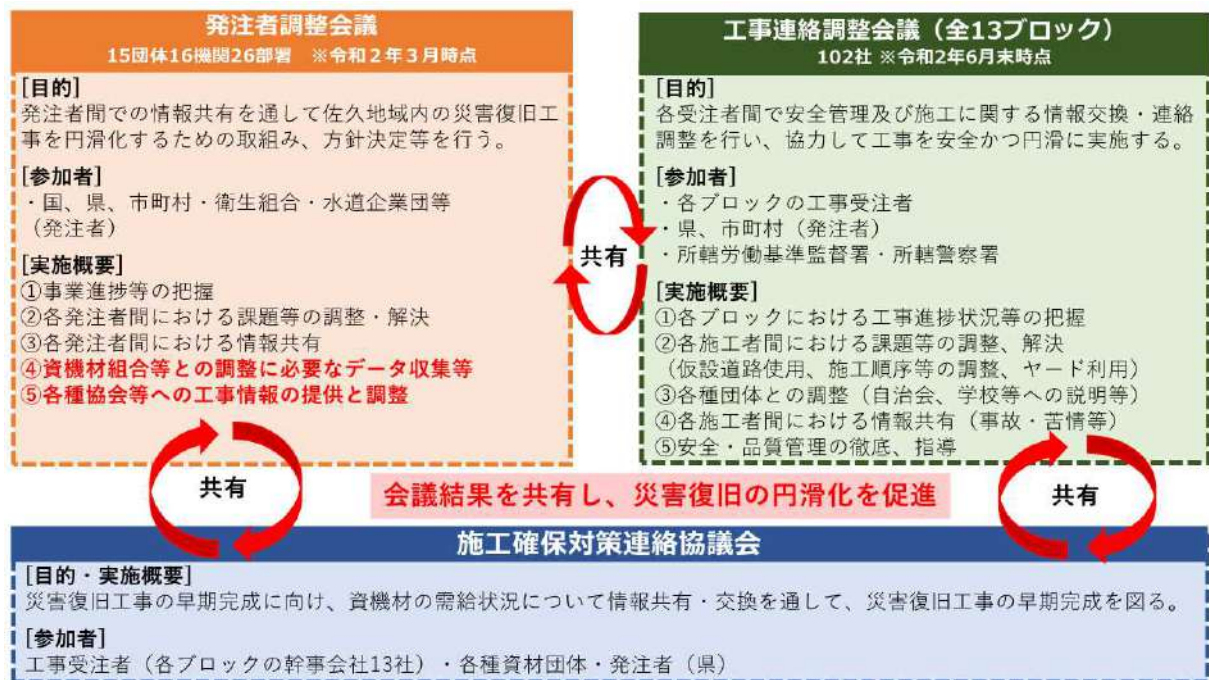 発注者調整会議
15団体16機関26部署　※令和２年３月時点
[目的]
発注者間での情報共有を通して佐久地域内の災害復旧工
事を円滑化するための取組み、方針決定等を行う。
[参加者]
・国、県、市町村・衛生組合・水道企業団等
（発注者）
[実施概要]
①事業進捗等の把握
②各発注者間における課題等の調整・解決
③各発注者間における情報共有
④資機材組合等との調整に必要なデータ収集等
⑤各種協会等への工事情報の提供と調整
共有
工事連絡調整会議（全13ブロック）
102社 ※令和2年6月末時点
[目的]
各受注者間で安全管理及び施工に関する情報交換・連絡
調整を行い、協力して工事を安全かつ円滑に実施する。
[参加者]
・各ブロックの工事受注者
・県、市町村（発注者）
・所轄労働基準監督署・所轄警察署
[実施概要]
①各ブロックにおける工事進捗状況等の把握
②各施工者間における課題等の調整、解決
（仮設道路使用、施工順序等の調整、ヤード利用）
③各種団体との調整（自治会、学校等への説明等）
④各施工者間における情報共有（事故・苦情等）
⑤安全・品質管理の徹底、指導
共有
会議結果を共有し、災害復旧の円滑化を促進
共有
施工確保対策連絡協議会
[目的・実施概要]
災害復旧工事の早期完成に向け、資機材の需給状況について情報共有・交換を通して、災害復旧工事の早期完成を図る。
[参加者]
工事受注者（各ブロックの幹事会社13社）・各種資材団体・発注者（県）